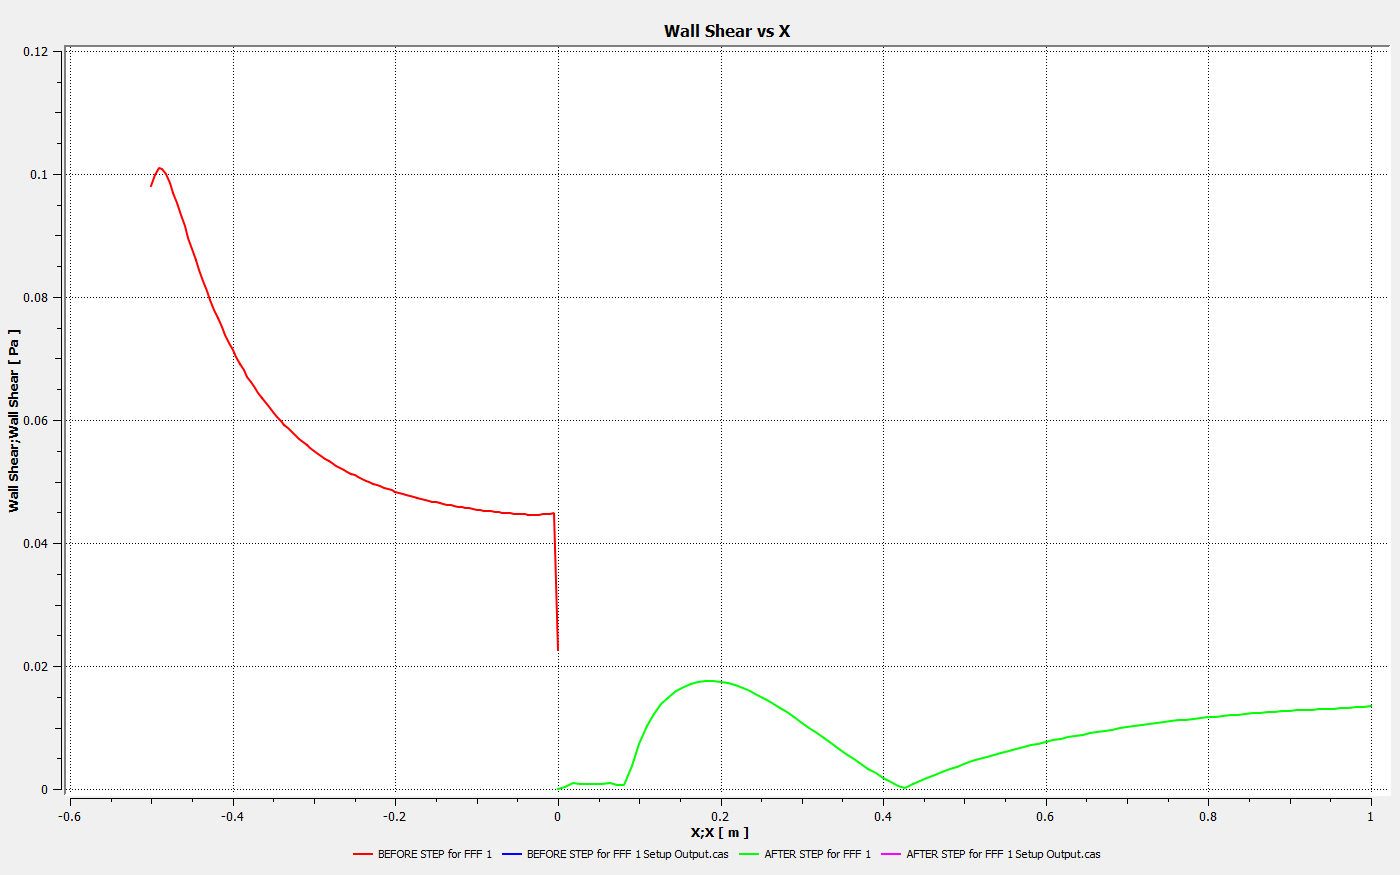 Wall Shear vs X
Wall Shear;Wall Shear [ Pa ]
0.12
0.1
0.08
0.06
0.04
0.02
0
-0.6
-0.4
-0.2
0
0.2
0.4
0.6
0.8
1
X;X [ m ]
BEFORE STEP for FFF 1
BEFORE STEP for FFF 1 Setup Output.cas
AFTER STEP for FFF 1
AFTER STEP for FFF 1 Setup Output.cas